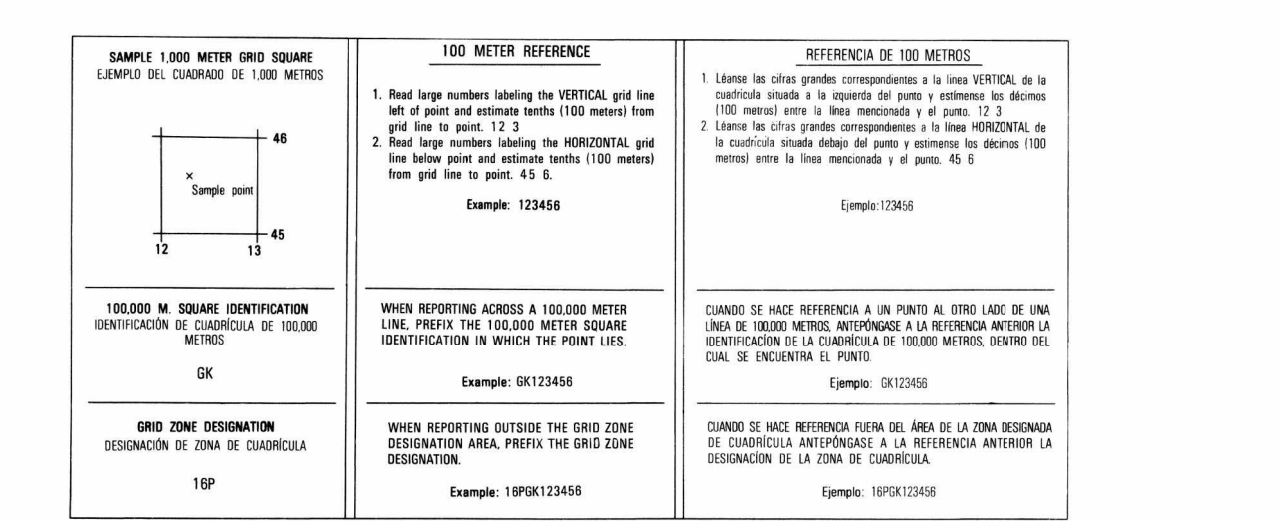 SAMPLE 1,000 METER GRID SQUARE
EJEMPLO DEL CUADRADO DE 1,000 METROS
46
×
Sample point
45
12 13
100,000 M. SQUARE IDENTIFICATION
IDENTIFICACIÓN DE CUADRÍCULA DE 100,000
METROS
GK
GRID ZONE DESIGNATION
DESIGNACIÓN DE ZONA DE CUADRÍCULA
16P
100 METER REFERENCE
1. Read large numbers labeling the VERTICAL grid line
left of point and estimate tenths (100 meters) from
grid line to point. 12 3
2. Read large numbers labeling the HORIZONTAL grid
line below point and estimate tenths (100 meters)
from grid line to point. 45 6.
Example: 123456
WHEN REPORTING ACROSS A 100,000 METER
LINE, PREFIX THE 100,000 METER SQUARE
IDENTIFICATION IN WHICH THE POINT LIES.
Example: GK123456
WHEN REPORTING OUTSIDE THE GRID ZONE
DESIGNATION AREA, PREFIX THE GRID ZONE
DESIGNATION.
Example: 16PGK123456
REFERENCIA DE 100 METROS
1. Léanse las cifras grandes correspondientes a la linea VERTICAL de la
cuadrícula situada a la izquierda del punto y estímense los décimos
(100 metros) entre la línea mencionada y el punto. 12 3
2. Léanse las cifras grandes correspondentes a la línea HORIZONTAL de
la cuadrícula situada debajo del punto y estimense los décimos (100
metros) entre la línea mencionada y el punto. 45 6
Ejemplo:123456
CUANDO SE HACE REFERENCIA A UN PUNTO AL OTRO LADO DE UNA
LÍNEA DE 100,000 METROS, ANTEPÓNGASE A LA REFERENCIA ANTERIOR LA
IDENTIFICACÍON DE LA CUADRÍCULA DE 100,000 METROS, DENTRO DEL
CUAL SE ENCUENTRA EL PUNTO.
Ejemplo: GK123456
CUANDO SE HACE REFERENCIA FUERA DEL ÁREA DE LA ZONA DESIGNADA
DE CUADRÍCULA ANTEPÓNGASE A LA REFERENCIA ANTERIOR LA
DESIGNACÍON DE LA ZONA DE CUADRÍCULA.
Ejemplo: 16PGK123456